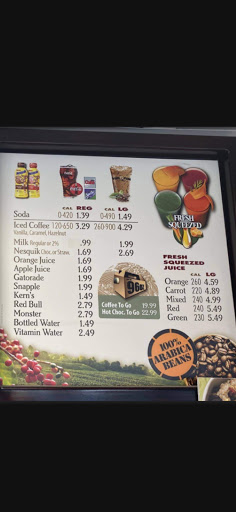 CAL REG CAL LG
Soda 0-420 1.39 0-490 1.49
Iced Coffee 120-650 3.29 260-900 4.29
Vanilla, Caramel, Hazelnut
Milk Regular or 2% .99 1.99
Nesquik Choc. or Straw. 1.69 2.69
Orange Juice 1.69
Apple Juice 1.69
Gatorade 1.99
Snapple 1.99
Kern's 1.49
Red Bull 2.79
Monster 2.79
Bottled Water 1.49
Vitamin Water 2.49
96oz
Coffee To Go 19.99
Hot Choc. To Go 22.99
FRESH
SQUEEZED
FRESH
SQUEEZED
JUICE
CAL LG
Orange 260 4.59
Carrot 220 4.89
Mixed 240 4.99
Red 240 5.49
Green 230 5.49
100%
ARABICA
BEANS